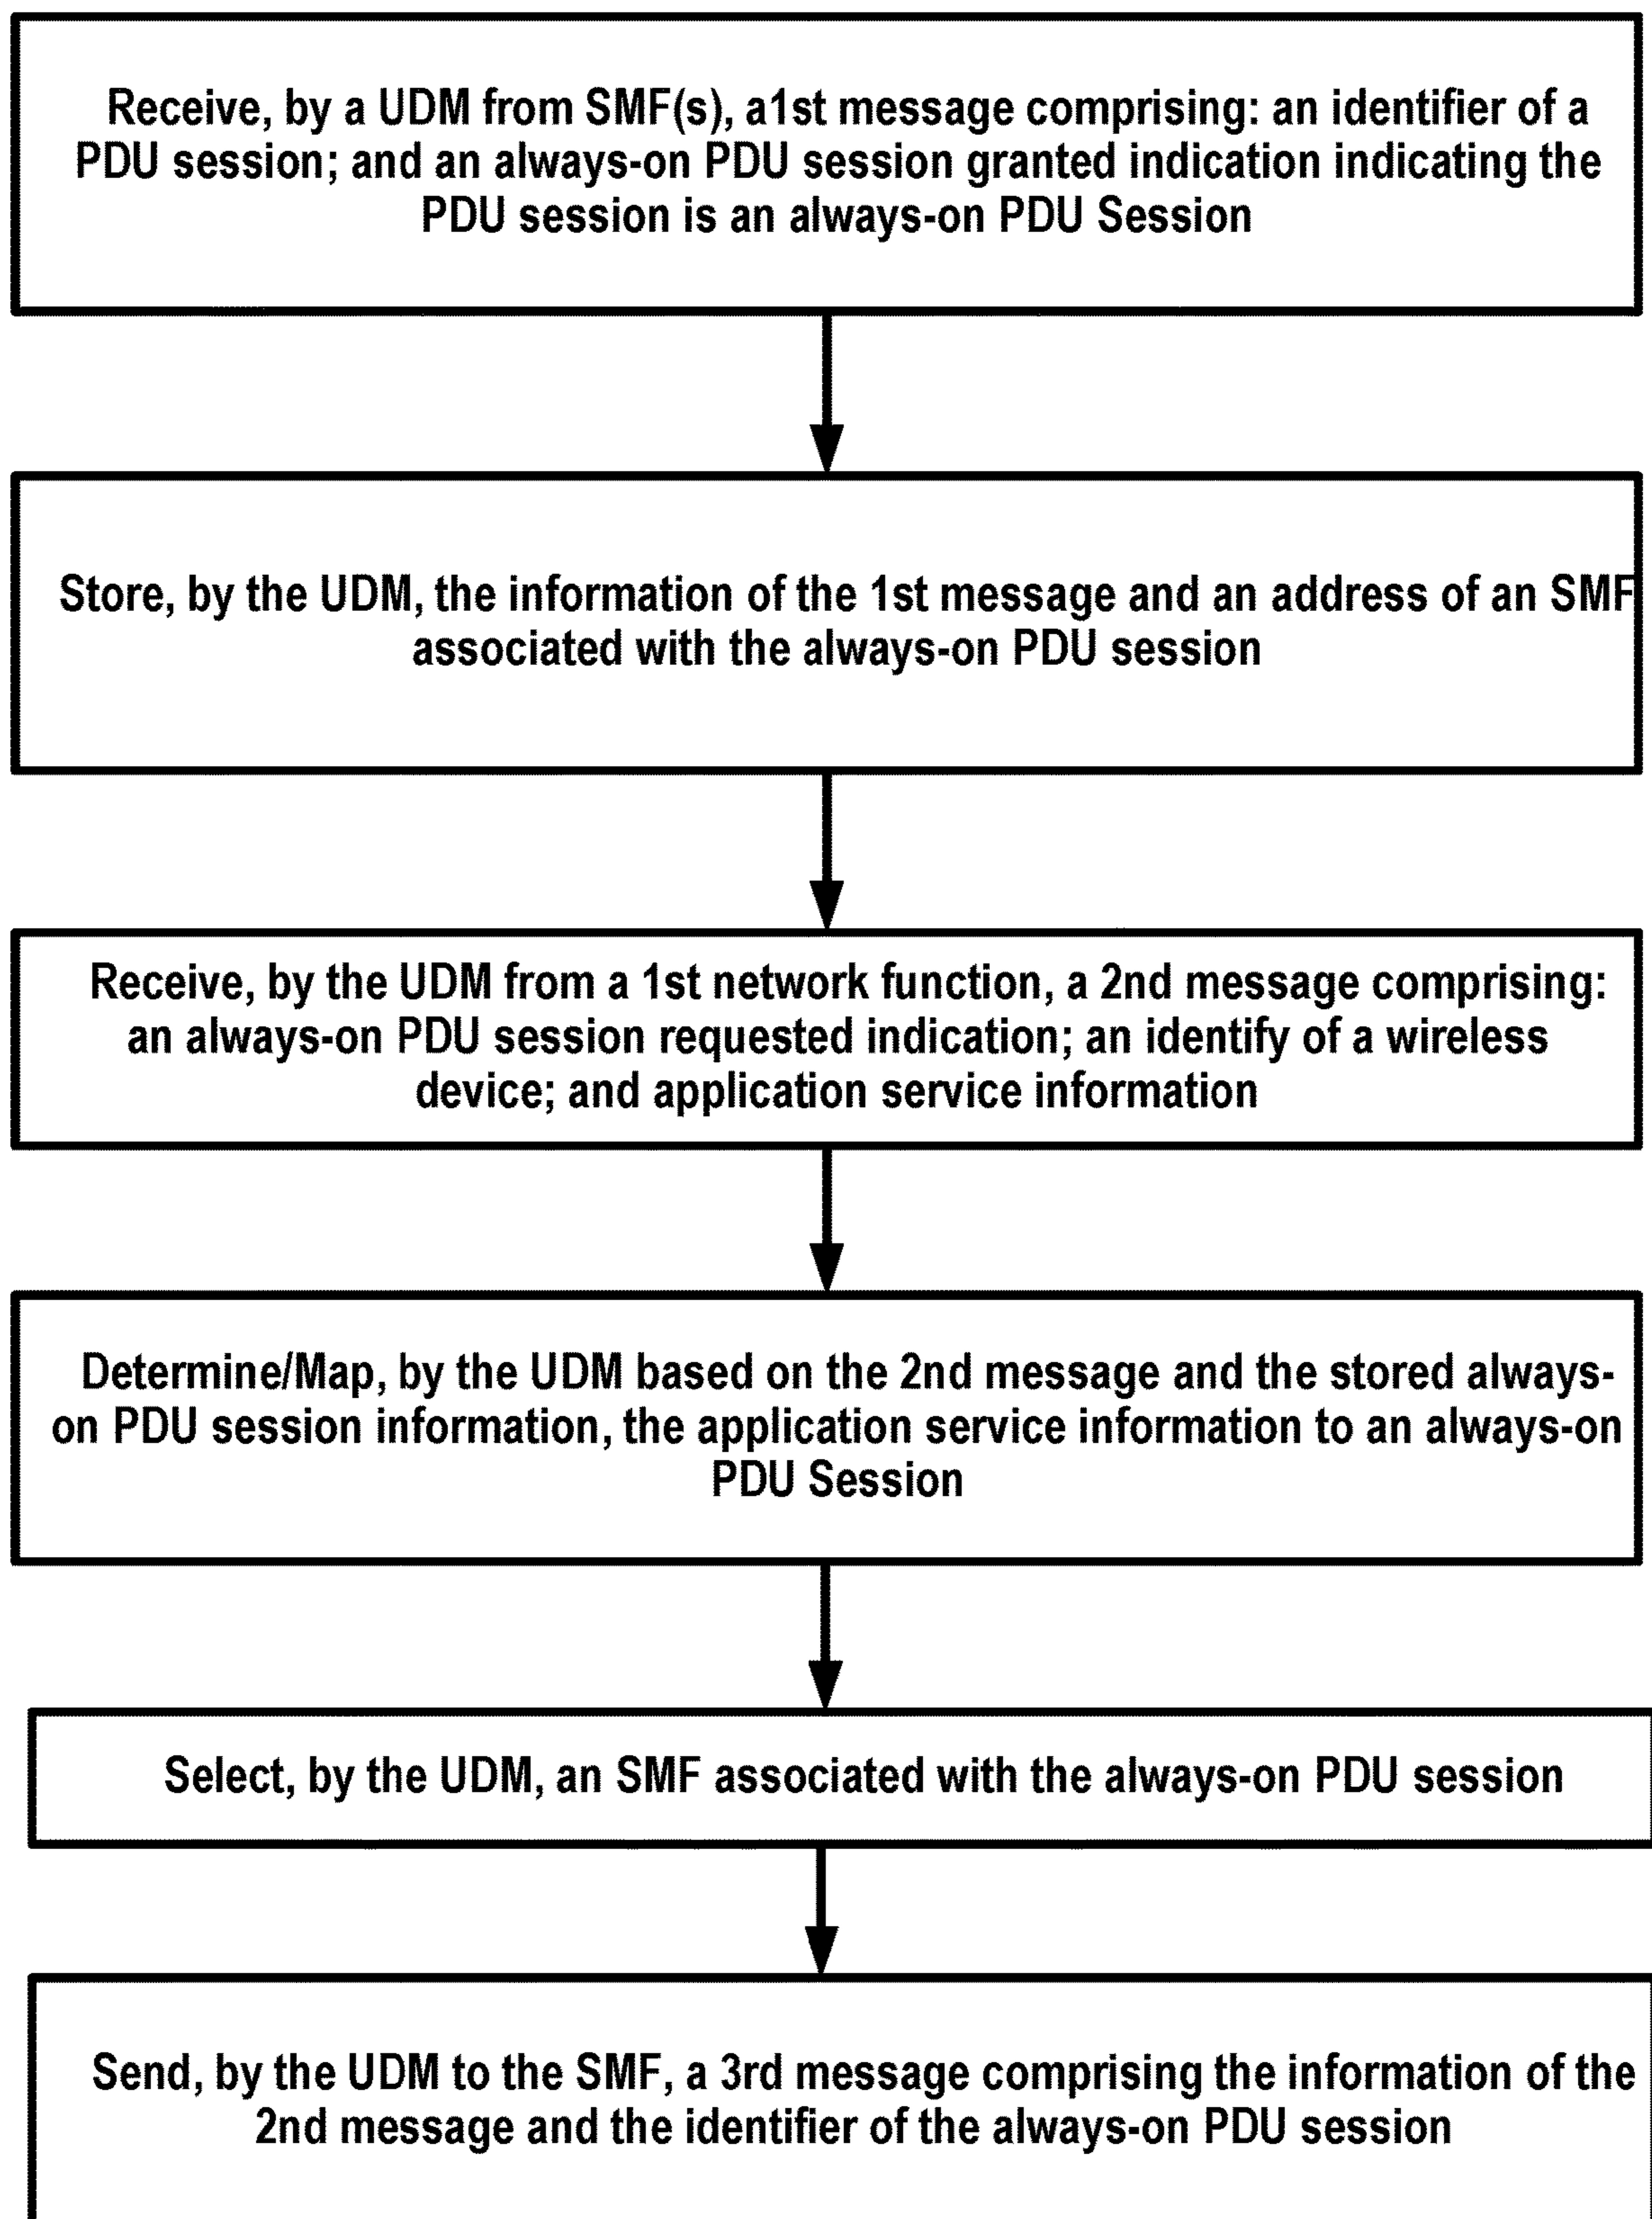 Receive, by a UDM from SMF(s), a1st message comprising: an identifier of a
PDU session; and an always-on PDU session granted indication indicating the
PDU session is an always-on PDU Session
Store, by the UDM, the information of the 1st message and an address of an SMF
associated with the always-on PDU session
Receive, by the UDM from a 1st network function, a 2nd message comprising:
an always-on PDU session requested indication; an identify of a wireless
device; and application service information
Determine/Map, by the UDM based on the 2nd message and the stored always-
on PDU session information, the application service information to an always-on
PDU Session
Select, by the UDM, an SMF associated with the always-on PDU session
Send, by the UDM to the SMF, a 3rd message comprising the information of the
2nd message and the identifier of the always-on PDU session